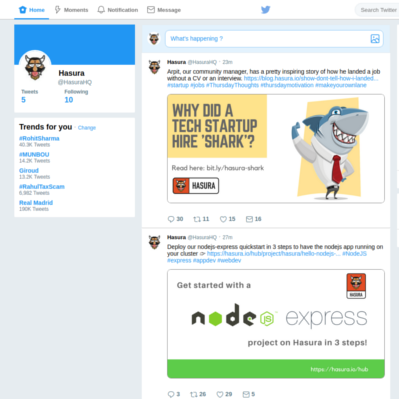 Home
Moments
Notification
Message
Search Twitter
Hasura
@HasuraHQ
Tweets
Following
5
10
Trends for you · Change
#RohitSharma
40.3K Tweets
#MUNBOU
14.2K Tweets
Giroud
13.2K Tweets
#RahulTaxScam
6,982 Tweets
Real Madrid
190K Tweets
What's happening ?
Hasura @HasuraHQ · 23m
Arpit, our community manager, has a pretty inspiring story of how he landed a
job without a CV or an interview. https://blog.hasura.io/show-dont-tell-how-i-landed...
#startup #jobs #ThursdayThoughts #thursdaymotivation #makeyourownlane
WHY DID A
TECH STARTUP
HIRE 'SHARK'?
Read here: bit.ly/hasura-shark
HASURA
30
11
15
16
Hasura @HasuraHQ · 27m
Deploy our nodejs-express quickstart in 3 steps to have the nodejs app running on
your cluster :-> https://hasura.io/hub/project/hasura/hello-nodejs-... #NodeJS
#express #appdev #webdev
Get started with a
HASURA
node JS express
project on Hasura in 3 steps!
https://hasura.io/hub
3
26
29
5